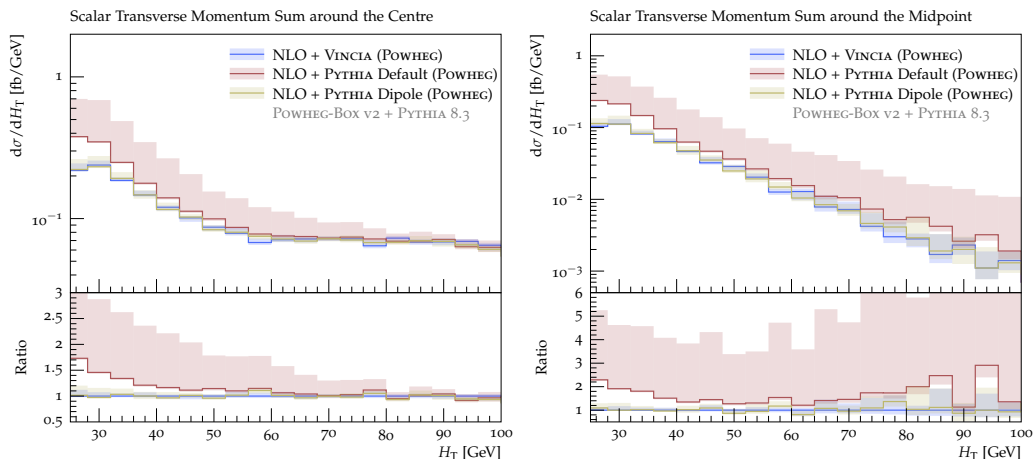 Scalar Transverse Momentum Sum around the Centre
NLO + Vincia (Powheg)
NLO + Pythia Default (Powheg)
NLO + Pythia Dipole (Powheg)
Powheg-Box v2 + Pythia 8.3
dσ/dH_T [fb/GeV]
1
10⁻¹
Ratio
3
2.5
2
1.5
1
0.5
30 40 50 60 70 80 90 100
H_T [GeV]
Scalar Transverse Momentum Sum around the Midpoint
NLO + Vincia (Powheg)
NLO + Pythia Default (Powheg)
NLO + Pythia Dipole (Powheg)
Powheg-Box v2 + Pythia 8.3
dσ/dH_T [fb/GeV]
1
10⁻¹
10⁻²
10⁻³
Ratio
6
5
4
3
2
1
30 40 50 60 70 80 90 100
H_T [GeV]